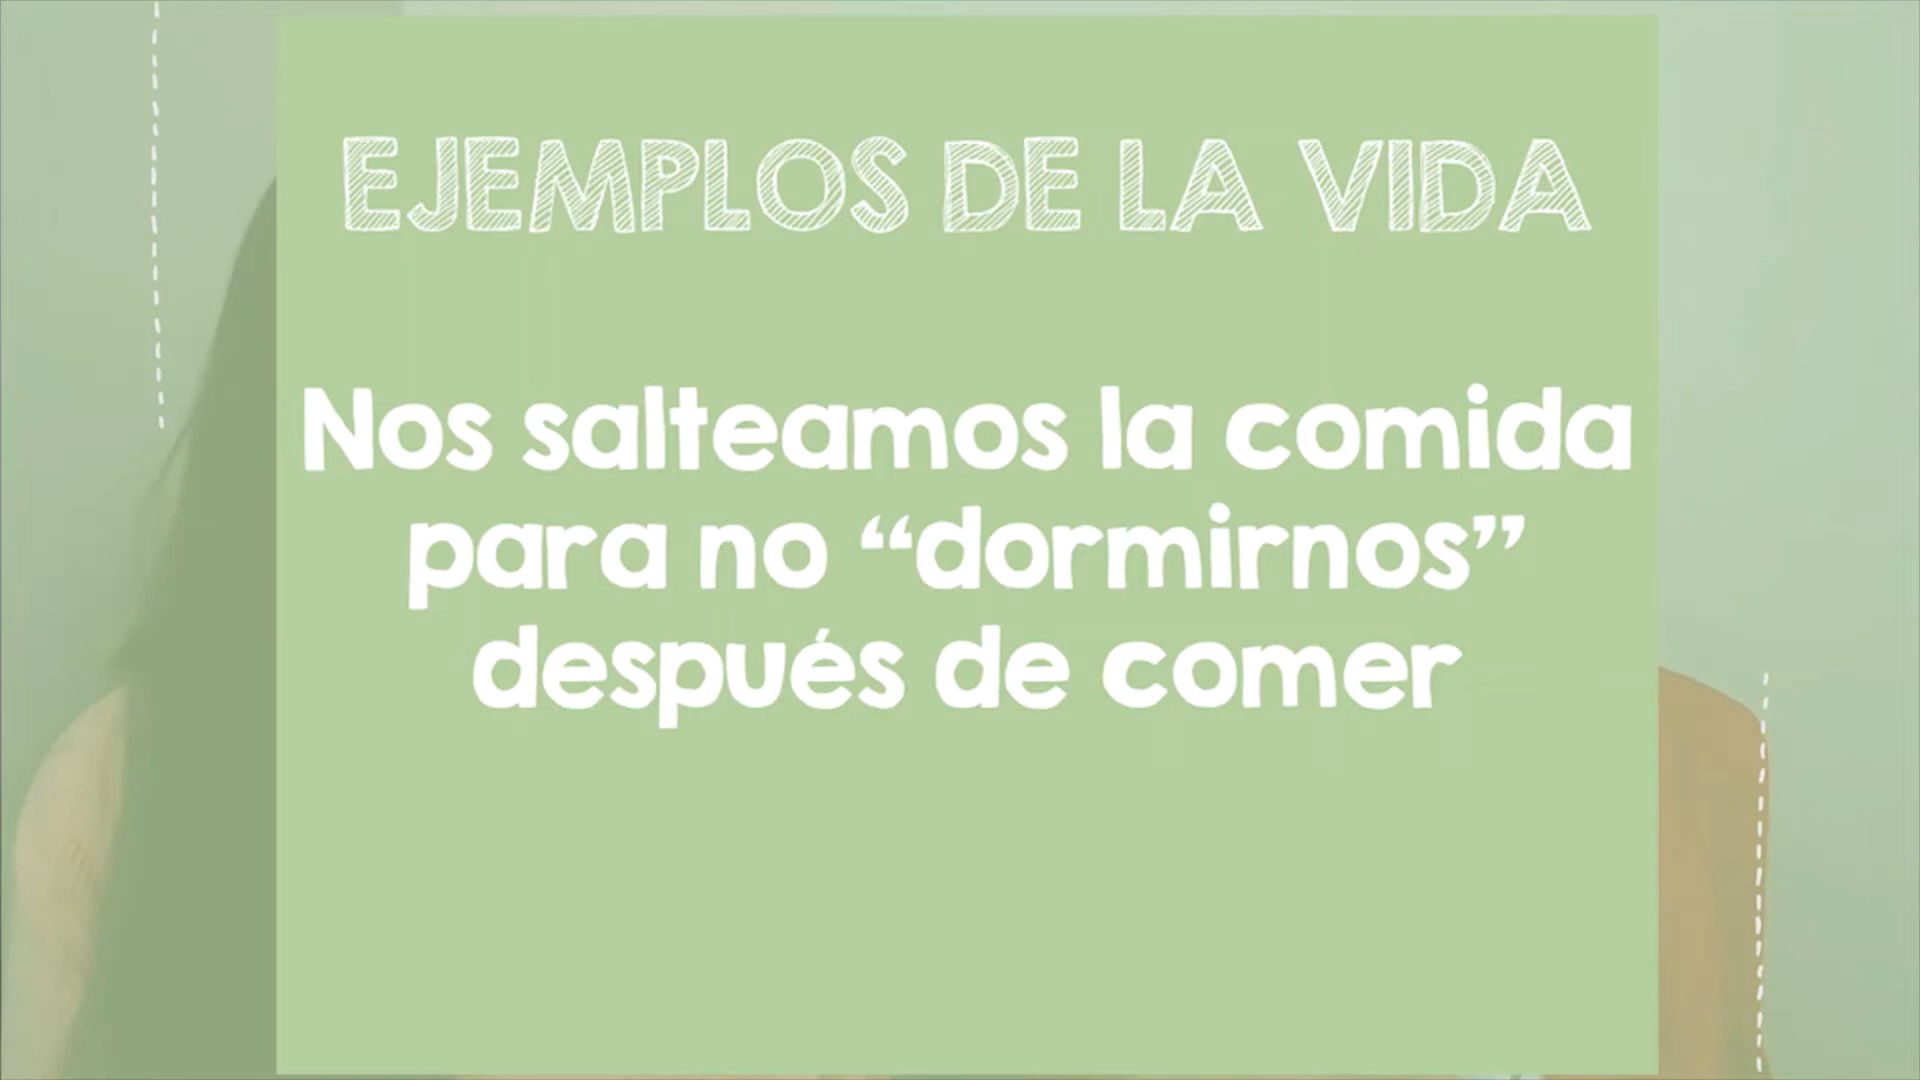 EJEMPLOS DE LA VIDA
Nos salteamos la comida
para no “dormirnos”
después de comer